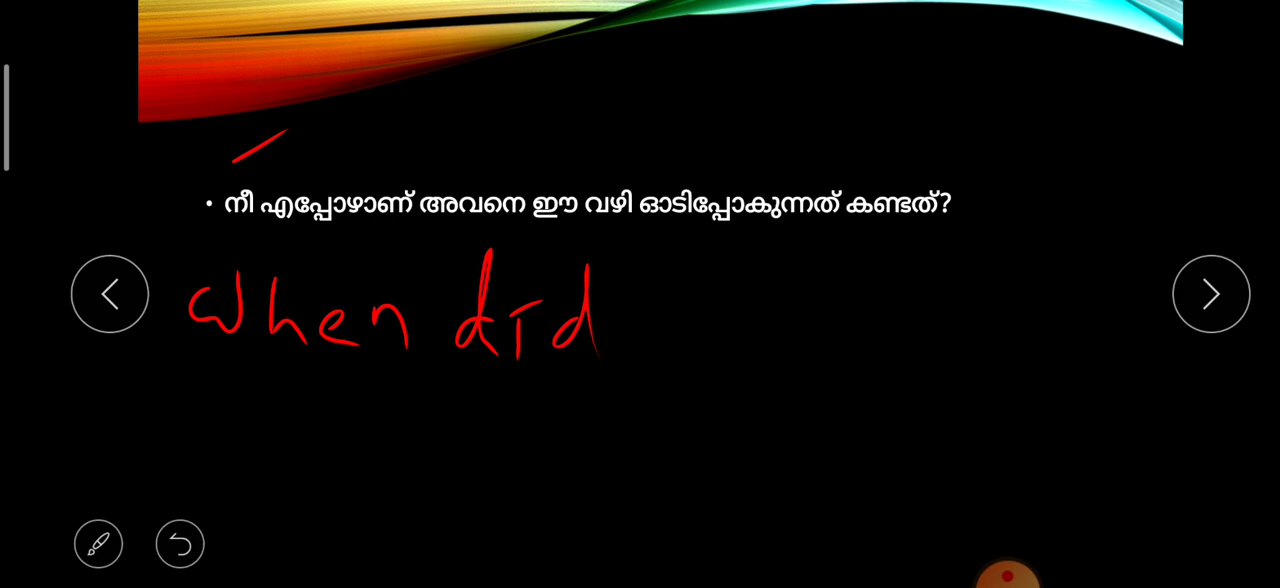 • നീ എപ്പോഴാണ് അവനെ ഈ വഴി ഓടിപ്പോകുന്നത് കണ്ടത്?
When did